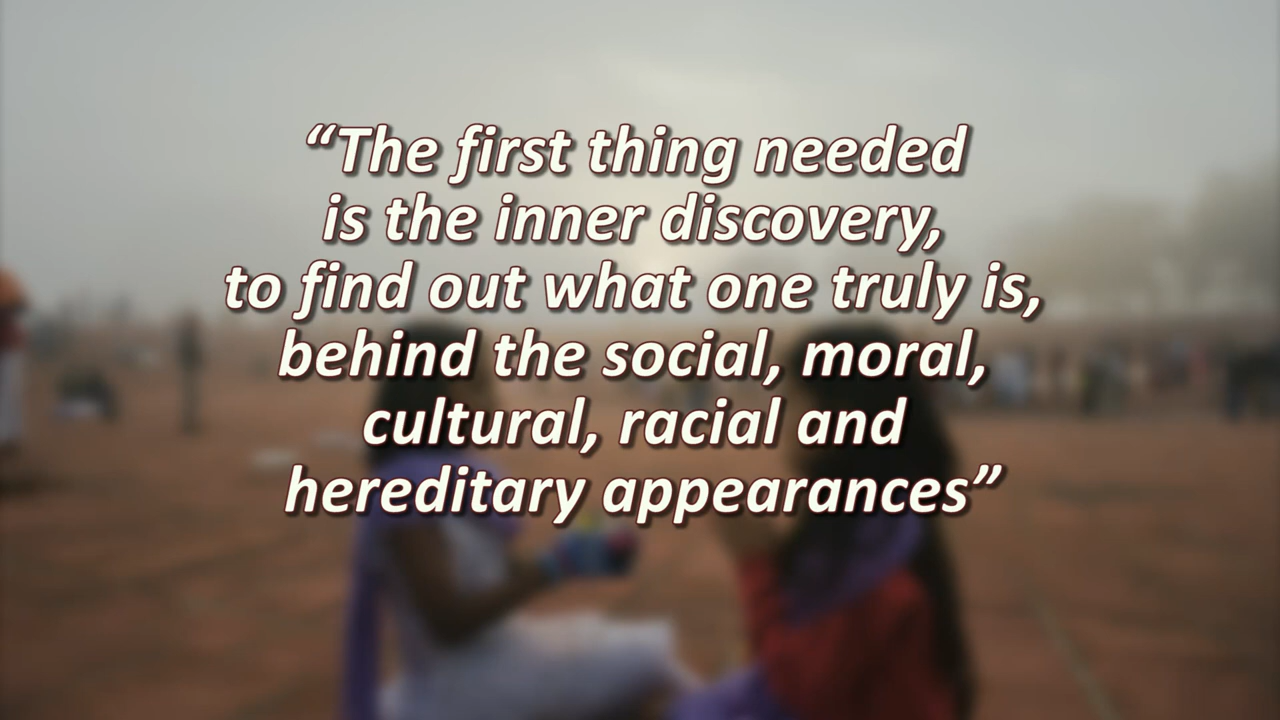 “The first thing needed
is the inner discovery,
to find out what one truly is,
behind the social, moral,
cultural, racial and
hereditary appearances”